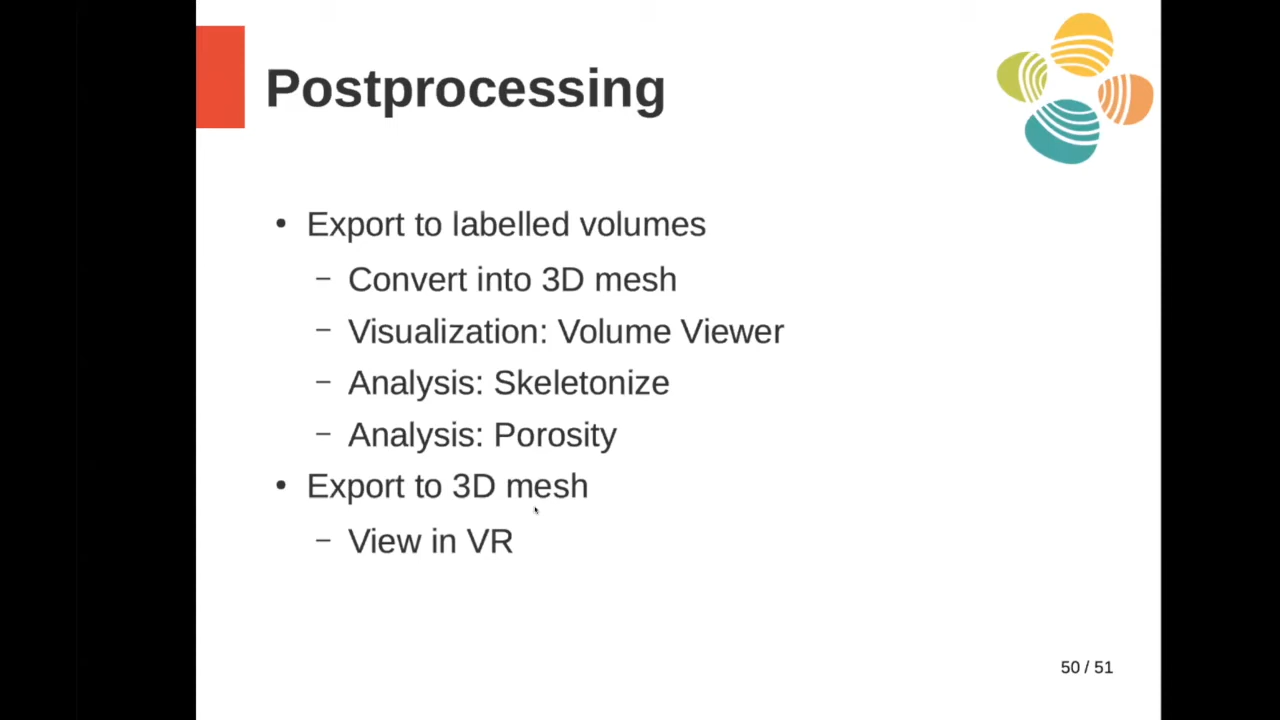 Postprocessing
• Export to labelled volumes
– Convert into 3D mesh
– Visualization: Volume Viewer
– Analysis: Skeletonize
– Analysis: Porosity
• Export to 3D mesh
– View in VR
50 / 51